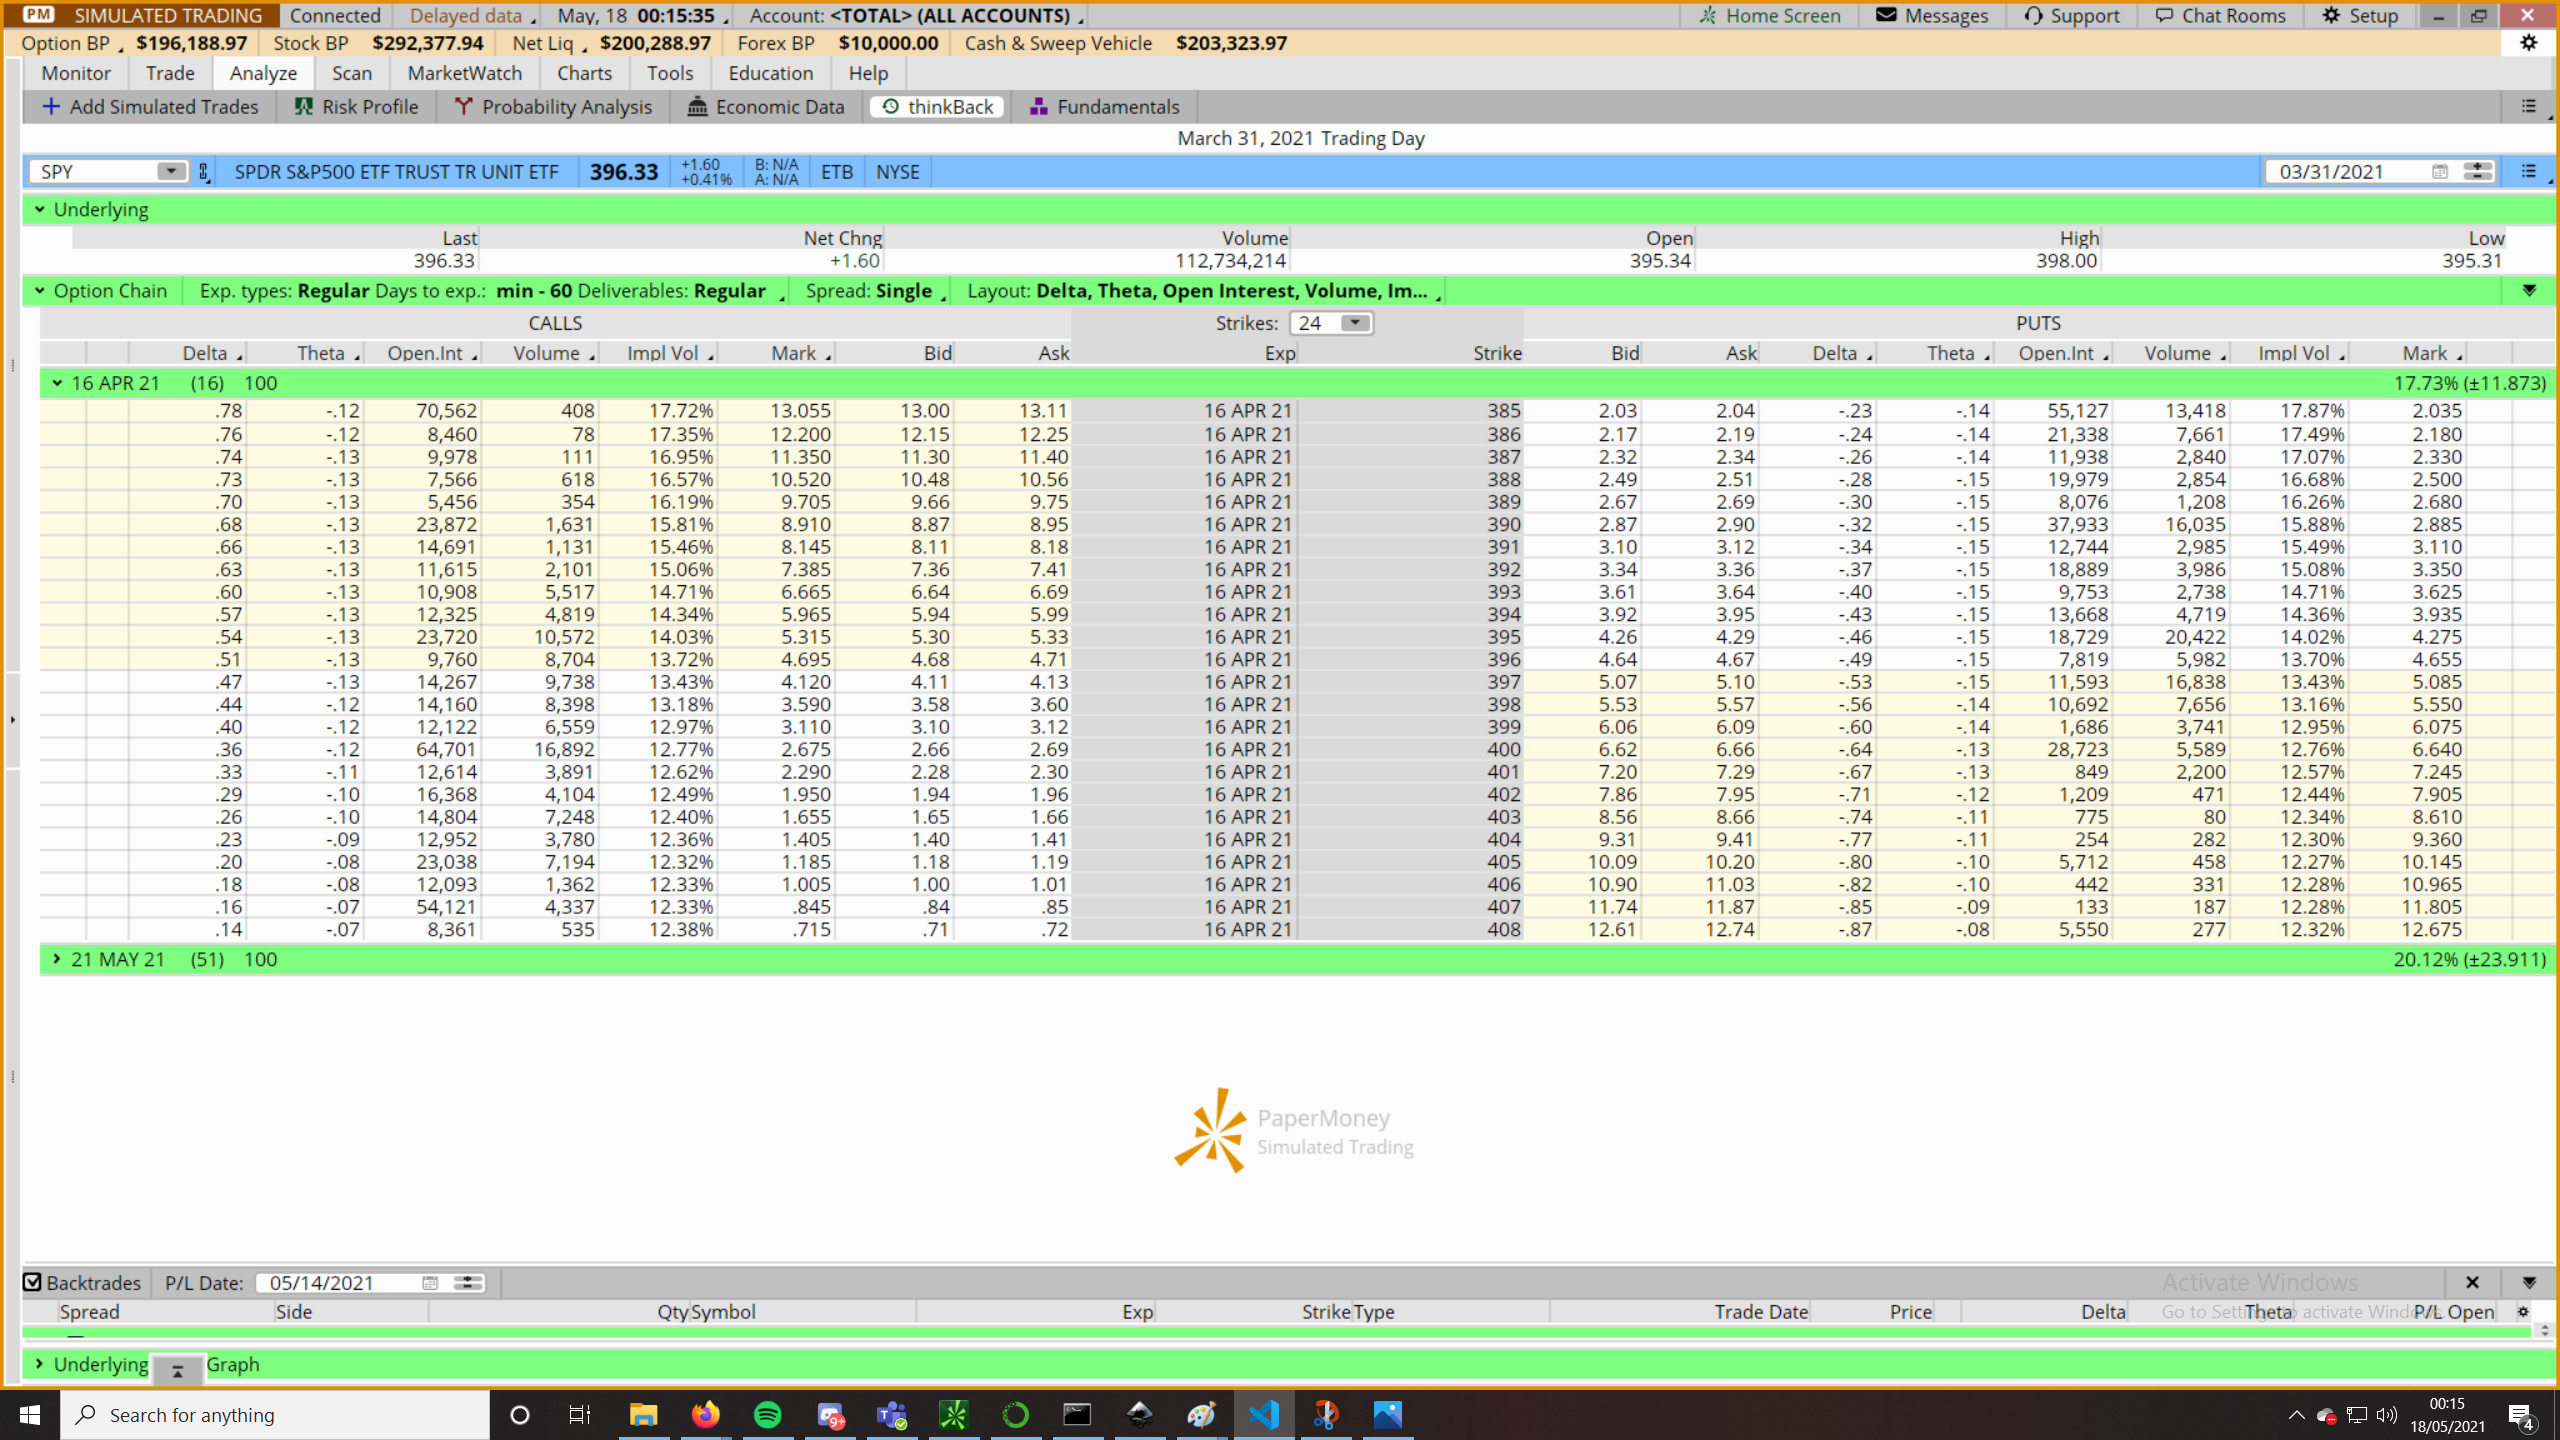 PM SIMULATED TRADING Connected Delayed data May, 18 00:15:35 Account: <TOTAL> (ALL ACCOUNTS) Home Screen Messages Support Chat Rooms Setup
Option BP $196,188.97 Stock BP $292,377.94 Net Liq $200,288.97 Forex BP $10,000.00 Cash & Sweep Vehicle $203,323.97
Monitor Trade Analyze Scan MarketWatch Charts Tools Education Help
Add Simulated Trades Risk Profile Probability Analysis Economic Data thinkBack Fundamentals
March 31, 2021 Trading Day
SPY SPDR S&P500 ETF TRUST TR UNIT ETF 396.33 +1.60 +0.41% B: N/A A: N/A ETB NYSE 03/31/2021
Underlying
Last Net Chng Volume Open High Low
396.33 +1.60 112,734,214 395.34 398.00 395.31
Option Chain Exp. types: Regular Days to exp.: min - 60 Deliverables: Regular Spread: Single Layout: Delta, Theta, Open Interest, Volume, Im...
CALLS Strikes: 24 PUTS
Delta Theta Open.Int Volume Impl Vol Mark Bid Ask Exp Strike Bid Ask Delta Theta Open.Int Volume Impl Vol Mark
16 APR 21 (16) 100 17.73% (±11.873)
.78 -.12 70,562 408 17.72% 13.055 13.00 13.11 16 APR 21 385 2.03 2.04 -.23 -.14 55,127 13,418 17.87% 2.035
.76 -.12 8,460 78 17.35% 12.200 12.15 12.25 16 APR 21 386 2.17 2.19 -.24 -.14 21,338 7,661 17.49% 2.180
.74 -.13 9,978 111 16.95% 11.350 11.30 11.40 16 APR 21 387 2.32 2.34 -.26 -.14 11,938 2,840 17.07% 2.330
.73 -.13 7,566 618 16.57% 10.520 10.48 10.56 16 APR 21 388 2.49 2.51 -.28 -.15 19,979 2,854 16.68% 2.500
.70 -.13 5,456 354 16.19% 9.705 9.66 9.75 16 APR 21 389 2.67 2.69 -.30 -.15 8,076 1,208 16.26% 2.680
.68 -.13 23,872 1,631 15.81% 8.910 8.87 8.95 16 APR 21 390 2.87 2.90 -.32 -.15 37,933 16,035 15.88% 2.885
.66 -.13 14,691 1,131 15.46% 8.145 8.11 8.18 16 APR 21 391 3.10 3.12 -.34 -.15 12,744 2,985 15.49% 3.110
.63 -.13 11,615 2,101 15.06% 7.385 7.36 7.41 16 APR 21 392 3.34 3.36 -.37 -.15 18,889 3,986 15.08% 3.350
.60 -.13 10,908 5,517 14.71% 6.665 6.64 6.69 16 APR 21 393 3.61 3.64 -.40 -.15 9,753 2,738 14.71% 3.625
.57 -.13 12,325 4,819 14.34% 5.965 5.94 5.99 16 APR 21 394 3.92 3.95 -.43 -.15 13,668 4,719 14.36% 3.935
.54 -.13 23,720 10,572 14.03% 5.315 5.30 5.33 16 APR 21 395 4.26 4.29 -.46 -.15 18,729 20,422 14.02% 4.275
.51 -.13 9,760 8,704 13.72% 4.695 4.68 4.71 16 APR 21 396 4.64 4.67 -.49 -.15 7,819 5,982 13.70% 4.655
.47 -.13 14,267 9,738 13.43% 4.120 4.11 4.13 16 APR 21 397 5.07 5.10 -.53 -.15 11,593 16,838 13.43% 5.085
.44 -.12 14,160 8,398 13.18% 3.590 3.58 3.60 16 APR 21 398 5.53 5.57 -.56 -.14 10,692 7,656 13.16% 5.550
.40 -.12 12,122 6,559 12.97% 3.110 3.10 3.12 16 APR 21 399 6.06 6.09 -.60 -.14 1,686 3,741 12.95% 6.075
.36 -.12 64,701 16,892 12.77% 2.675 2.66 2.69 16 APR 21 400 6.62 6.66 -.64 -.13 28,723 5,589 12.76% 6.640
.33 -.11 12,614 3,891 12.62% 2.290 2.28 2.30 16 APR 21 401 7.20 7.29 -.67 -.13 849 2,200 12.57% 7.245
.29 -.10 16,368 4,104 12.49% 1.950 1.94 1.96 16 APR 21 402 7.86 7.95 -.71 -.12 1,209 471 12.44% 7.905
.26 -.10 14,804 7,248 12.40% 1.655 1.65 1.66 16 APR 21 403 8.56 8.66 -.74 -.11 775 80 12.34% 8.610
.23 -.09 12,952 3,780 12.36% 1.405 1.40 1.41 16 APR 21 404 9.31 9.41 -.77 -.11 254 282 12.30% 9.360
.20 -.08 23,038 7,194 12.32% 1.185 1.18 1.19 16 APR 21 405 10.09 10.20 -.80 -.10 5,712 458 12.27% 10.145
.18 -.08 12,093 1,362 12.33% 1.005 1.00 1.01 16 APR 21 406 10.90 11.03 -.82 -.10 442 331 12.28% 10.965
.16 -.07 54,121 4,337 12.33% .845 .84 .85 16 APR 21 407 11.74 11.87 -.85 -.09 133 187 12.28% 11.805
.14 -.07 8,361 535 12.38% .715 .71 .72 16 APR 21 408 12.61 12.74 -.87 -.08 5,550 277 12.32% 12.675
21 MAY 21 (51) 100 20.12% (±23.911)
PaperMoney
Simulated Trading
Backtrades P/L Date: 05/14/2021 Activate Windows
Spread Side Qty Symbol Exp Strike Type Trade Date Price Delta Theta P/L Open
Go to Settings to activate Windows.
Underlying Graph
Search for anything 9+ 00:15
18/05/2021 4